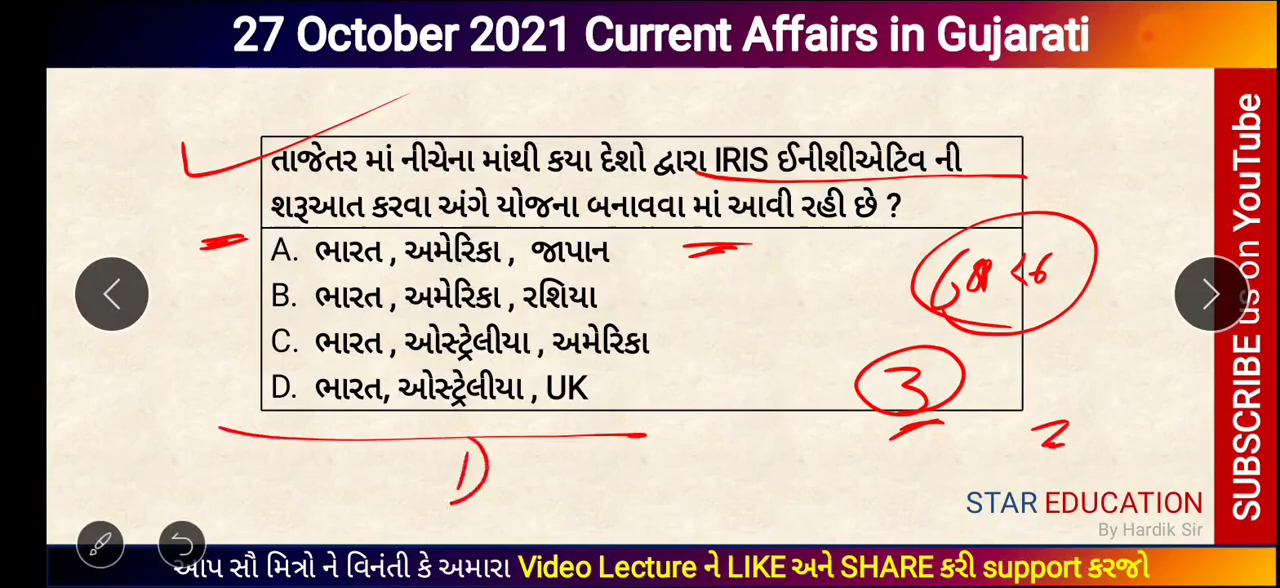 27 October 2021 Current Affairs in Gujarati
તાજેતર માં નીચેના માંથી કયા દેશો દ્વારા IRIS ઈનીશીએટિવ ની
શરૂઆત કરવા અંગે યોજના બનાવવા માં આવી રહી છે ?
A. ભારત , અમેરિકા , જાપાન
B. ભારત , અમેરિકા , રશિયા
C. ભારત , ઓસ્ટ્રેલીયા , અમેરિકા
D. ભારત, ઓસ્ટ્રેલીયા , UK
3
2
D
STAR EDUCATION
By Hardik Sir
આપ સૌ મિત્રો ને વિનંતી કે અમારા Video Lecture ને LIKE અને SHARE કરી support કરજો
SUBSCRIBE us on YouTube